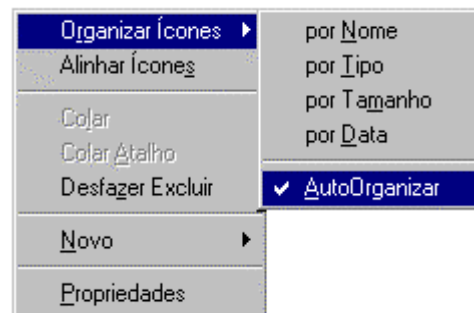 Organizar Ícones
Alinhar Ícones
Colar
Colar Atalho
Desfazer Excluir
Novo
Propriedades
por Nome
por Tipo
por Tamanho
por Data
AutoOrganizar